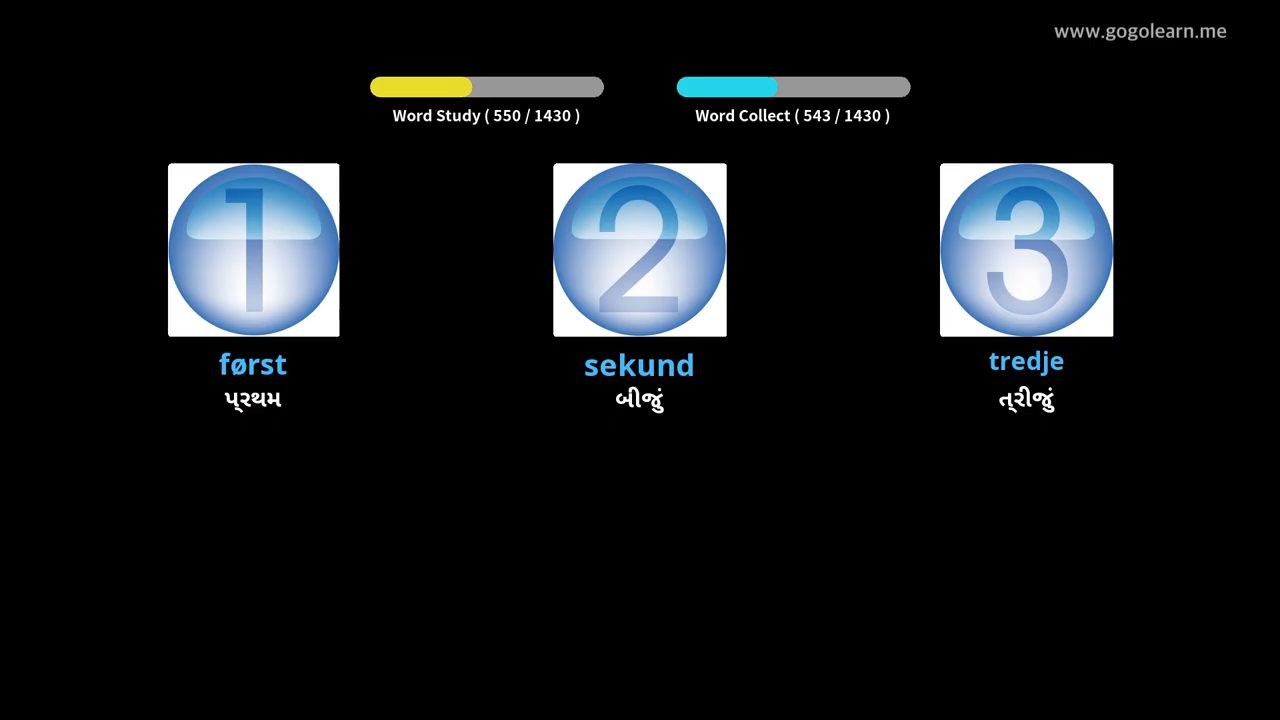 www.gogolearn.me
Word Study ( 550 / 1430 )
Word Collect ( 543 / 1430 )
1
2
3
først
sekund
tredje
પ્રથમ
બીજું
ત્રીજું